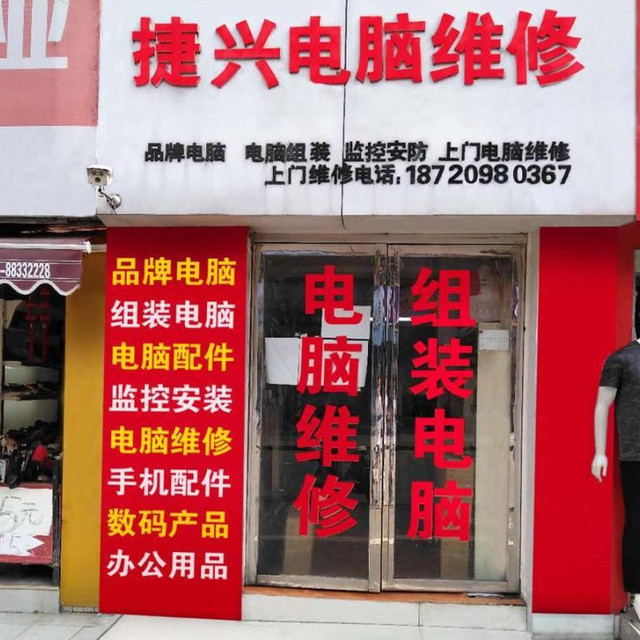 业
捷兴电脑维修
品牌电脑 电脑组装 监控安防 上门电脑维修
上门维修电话:18720980367
-88332228
品牌电脑
组装电脑
电脑配件
监控安装
电脑维修
手机配件
数码产品
办公用品
电脑维修
组装电脑
元